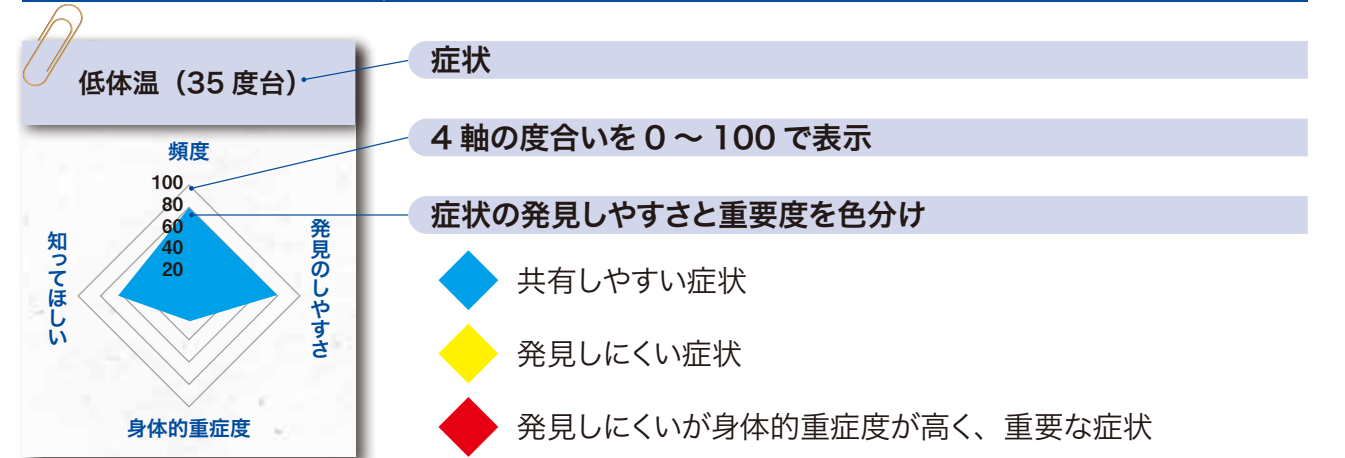 低体温（35 度台）
頻度
100
80
60
40
20
発見のしやすさ
知ってほしい
身体的重症度
症状
4 軸の度合いを 0 ～ 100 で表示
症状の発見しやすさと重要度を色分け
共有しやすい症状
発見しにくい症状
発見しにくいが身体的重症度が高く、重要な症状